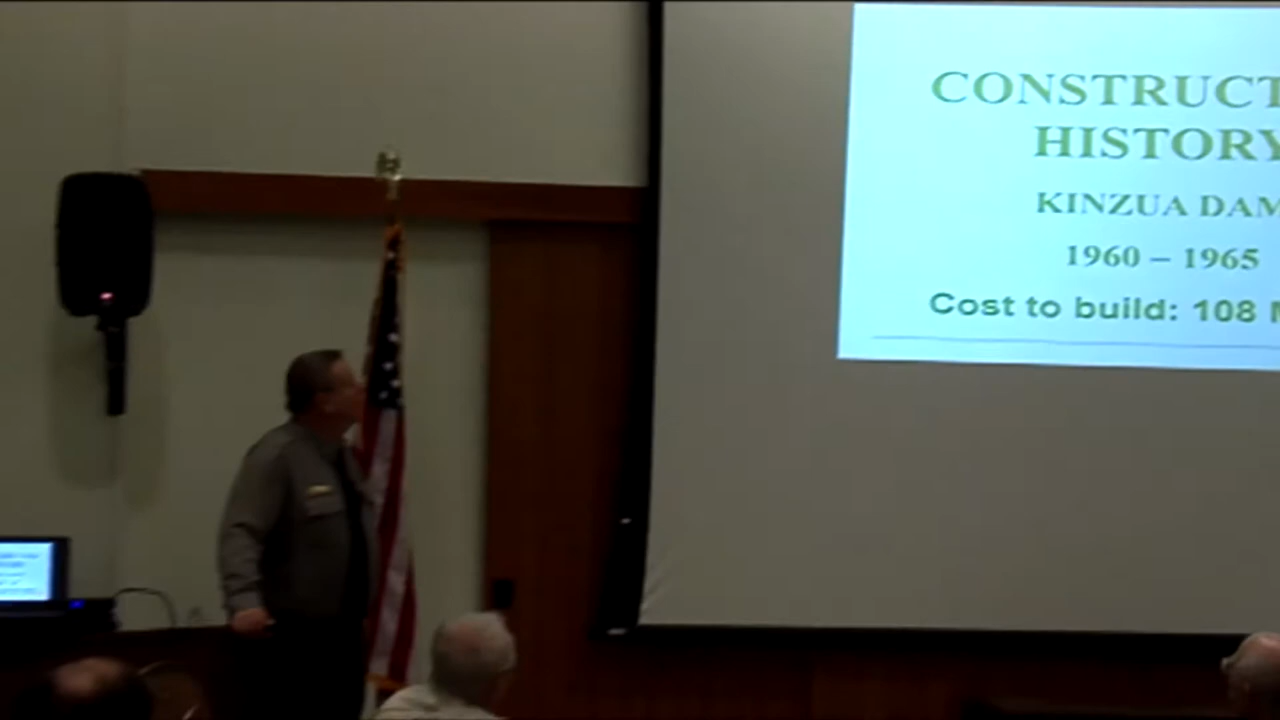 CONSTRUCT
HISTORY
KINZUA DAM
1960 – 1965
Cost to build: 108 M